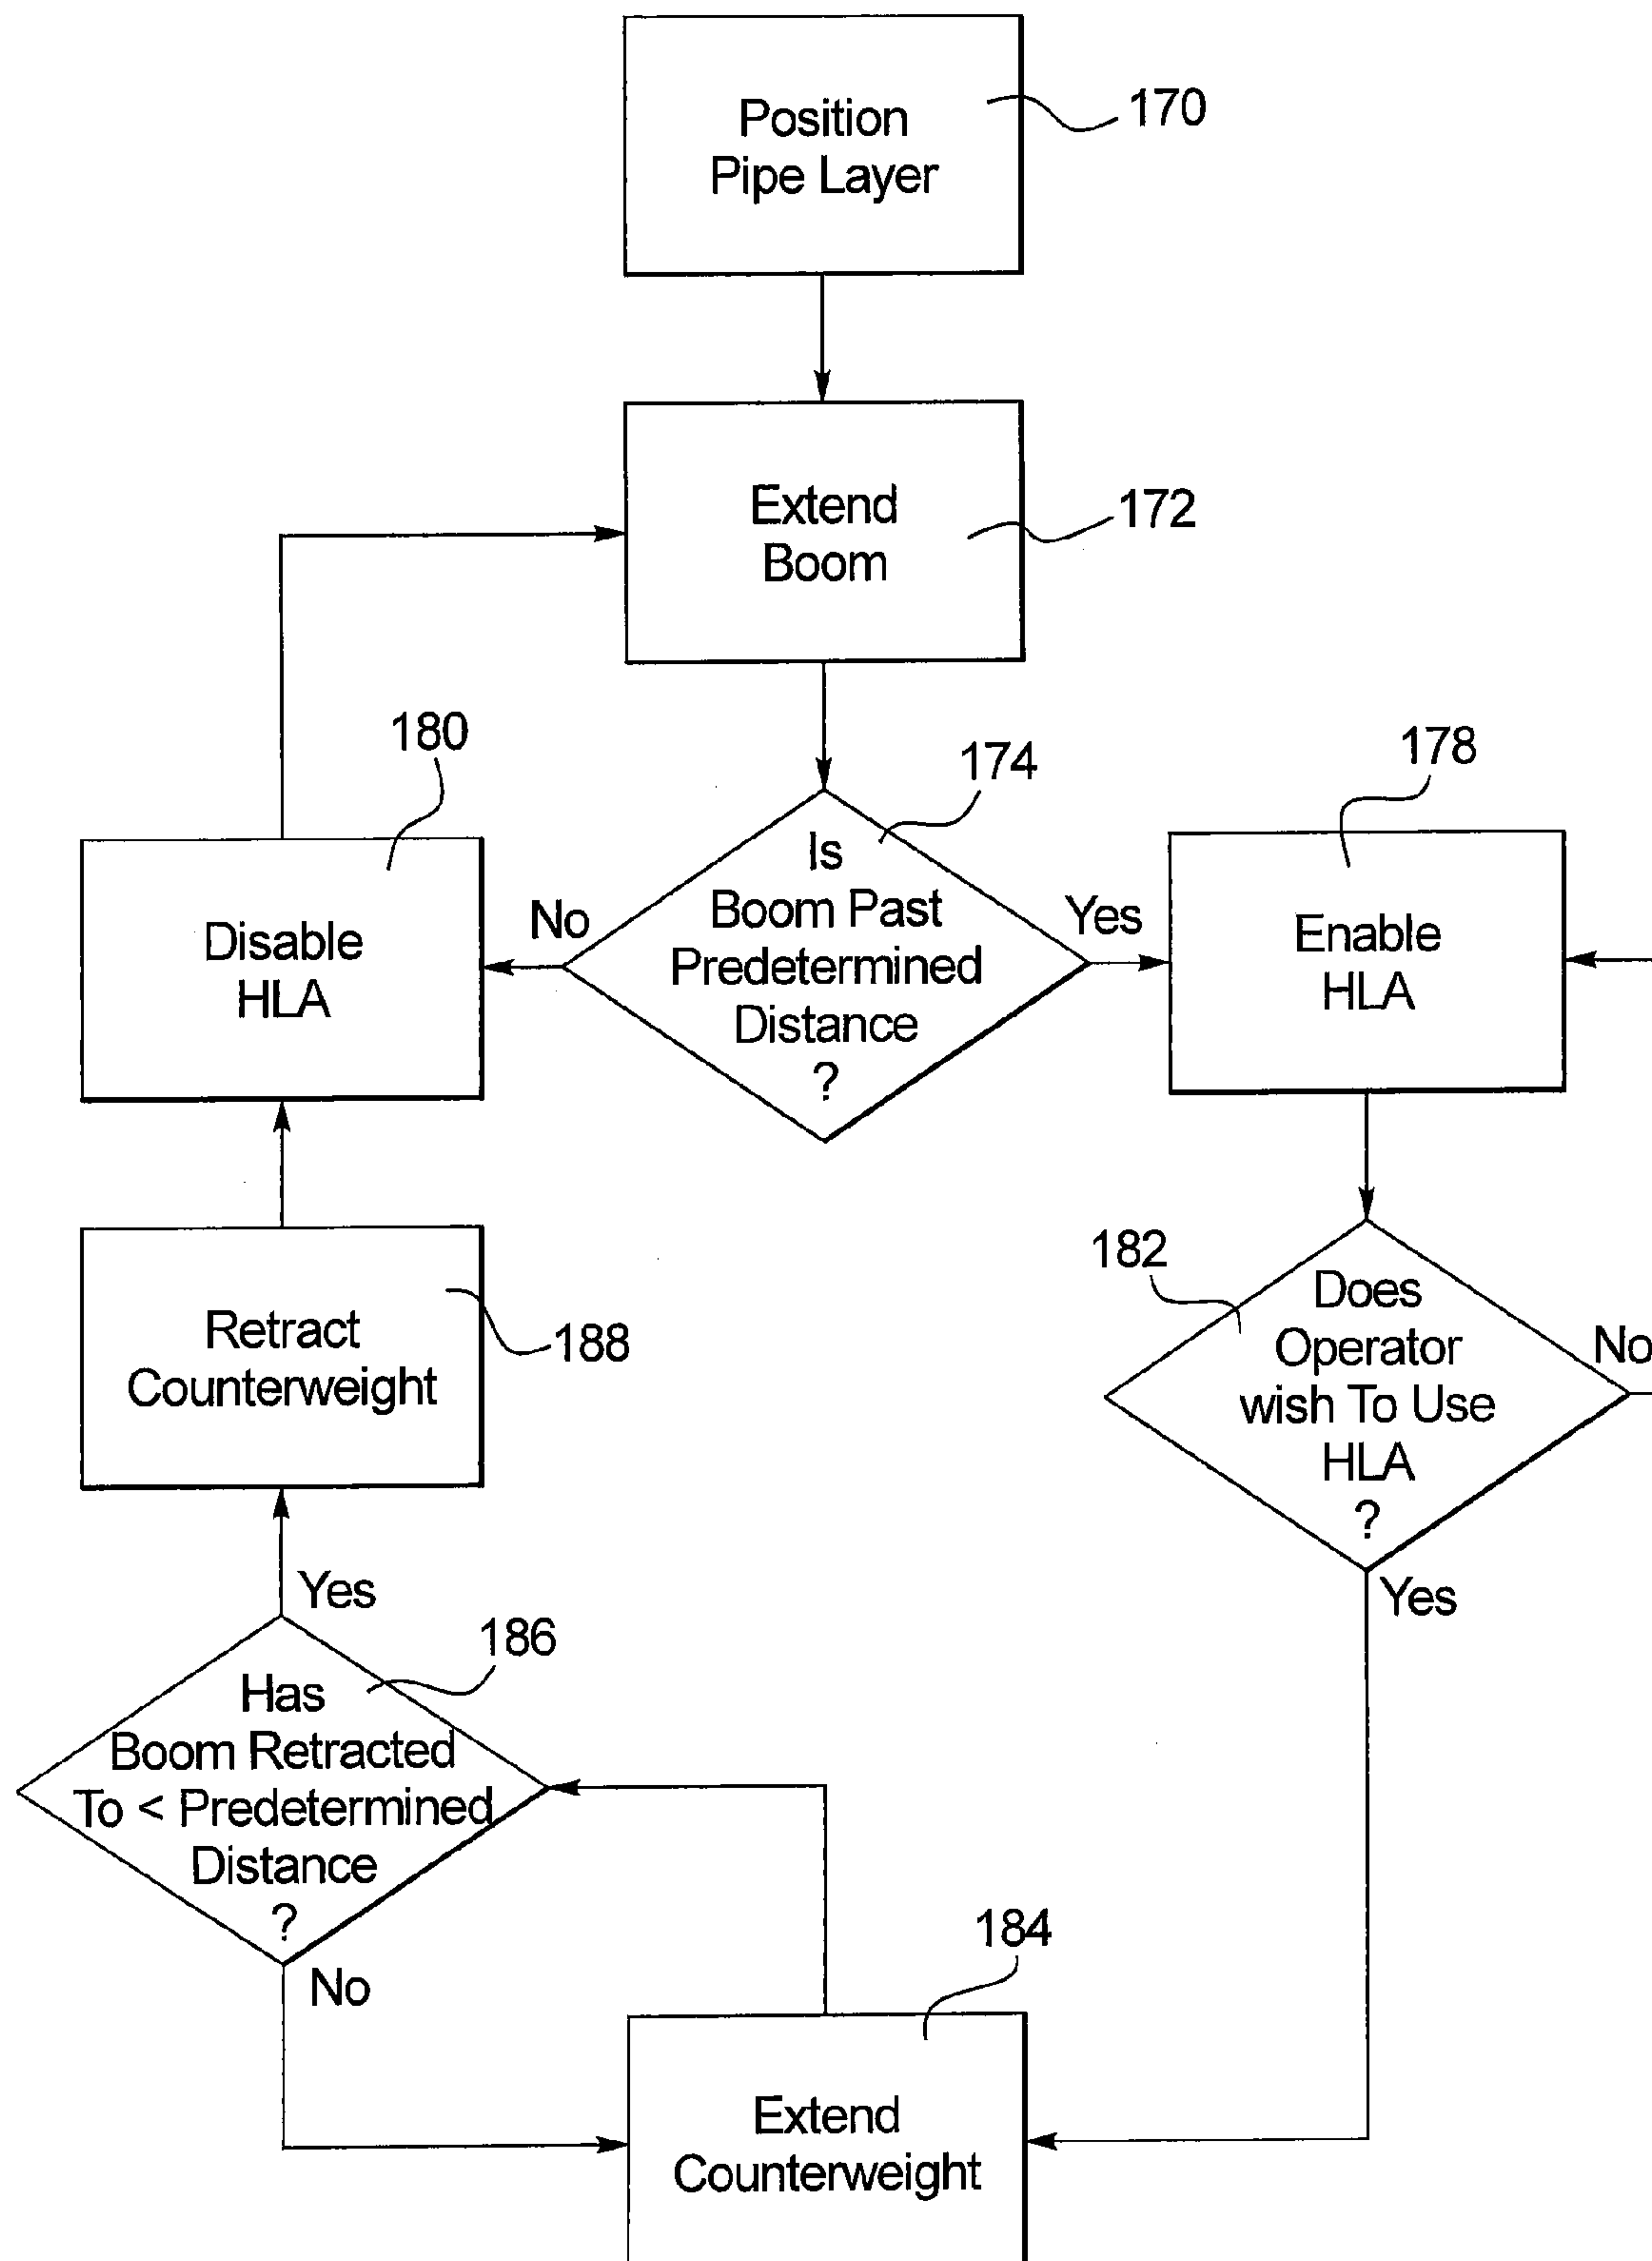 Position
Pipe Layer
170
Extend
Boom
172
180
174
178
Is
Boom Past
Predetermined
Distance
?
No
Yes
Disable
HLA
Enable
HLA
182
Does
Operator
wish To Use
HLA
?
No
Yes
Retract
Counterweight
188
Yes
186
Has
Boom Retracted
To < Predetermined
Distance
?
No
184
Extend
Counterweight